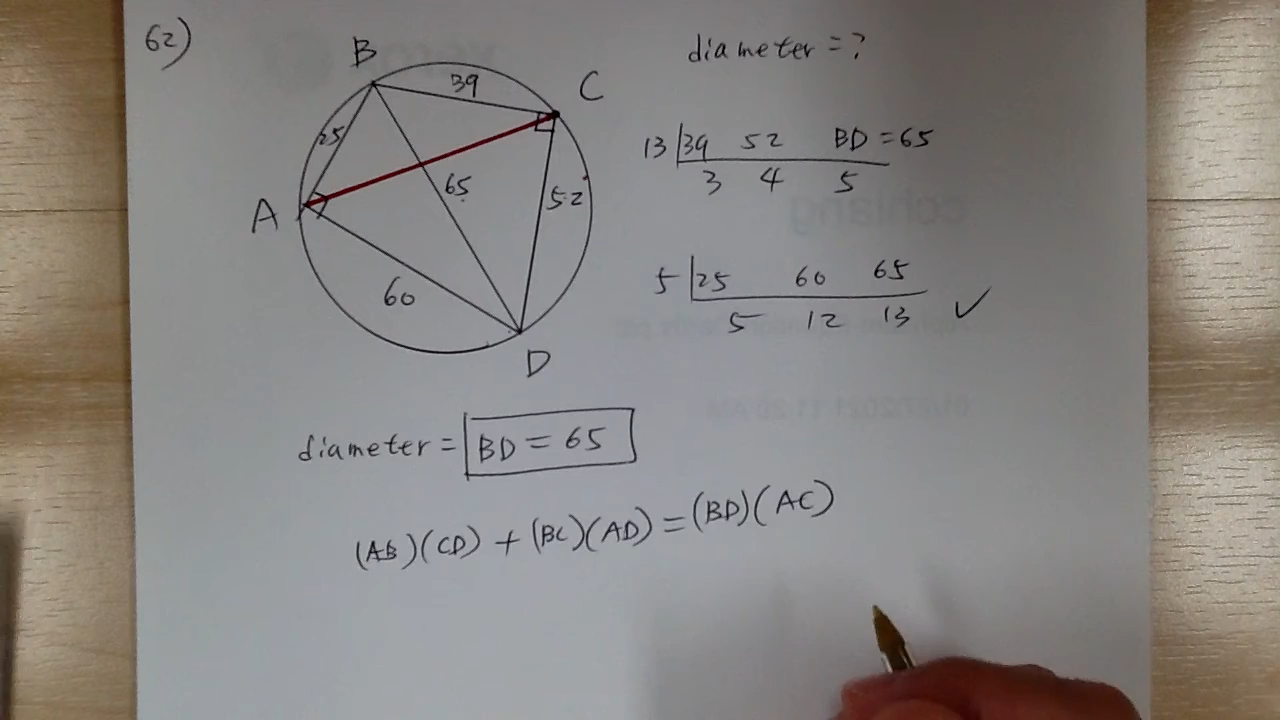 62)
diameter = ?
B
39
C
25
13 39 52 BD = 65
3 4 5
65
52
A
60
5 25 60 65
5 12 13 ✓
D
diameter = BD = 65
(AB)(CD) + (BC)(AD) = (BD)(AC)